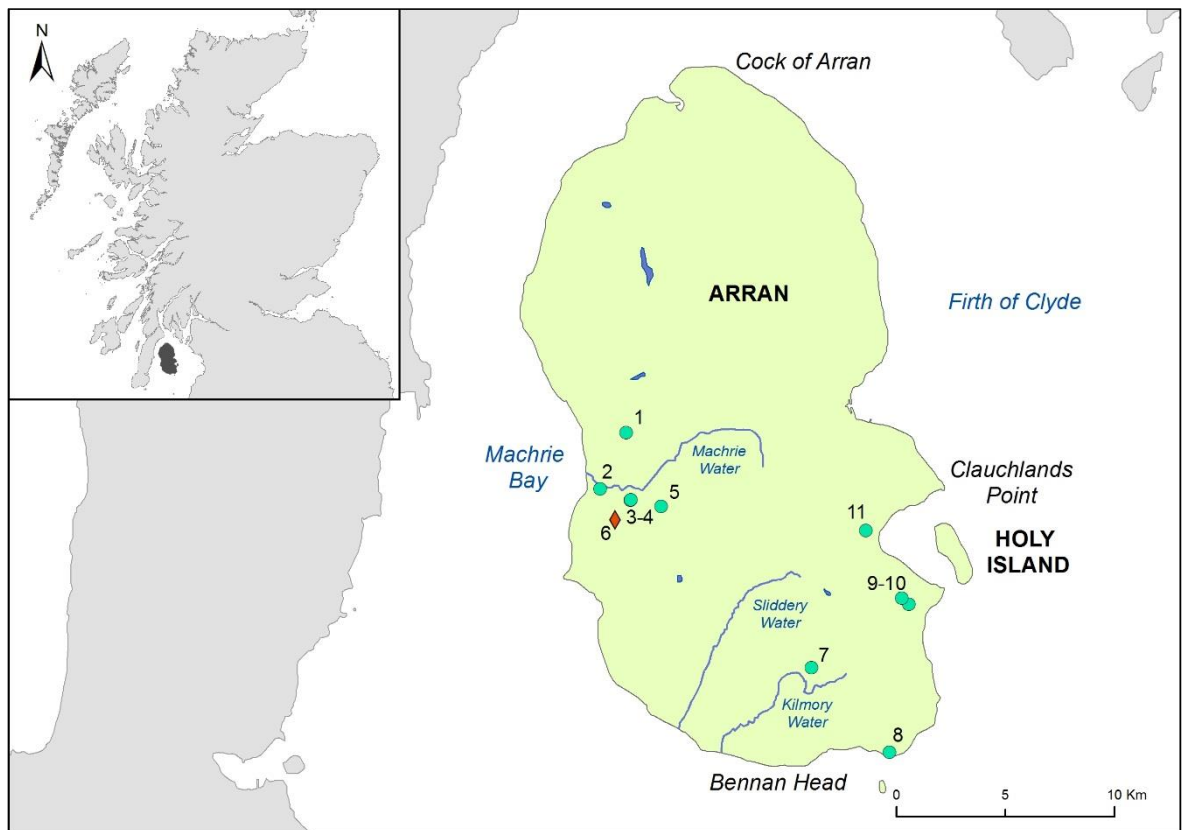 N
Cock of Arran
ARRAN
Firth of Clyde
1
Machrie
Bay
2
Machrie
Water
Clauchlands
Point
5
3-4
6
11
HOLY
ISLAND
9-10
Sliddery
Water
7
Kilmory
Water
8
Bennan Head
0
5
10 Km